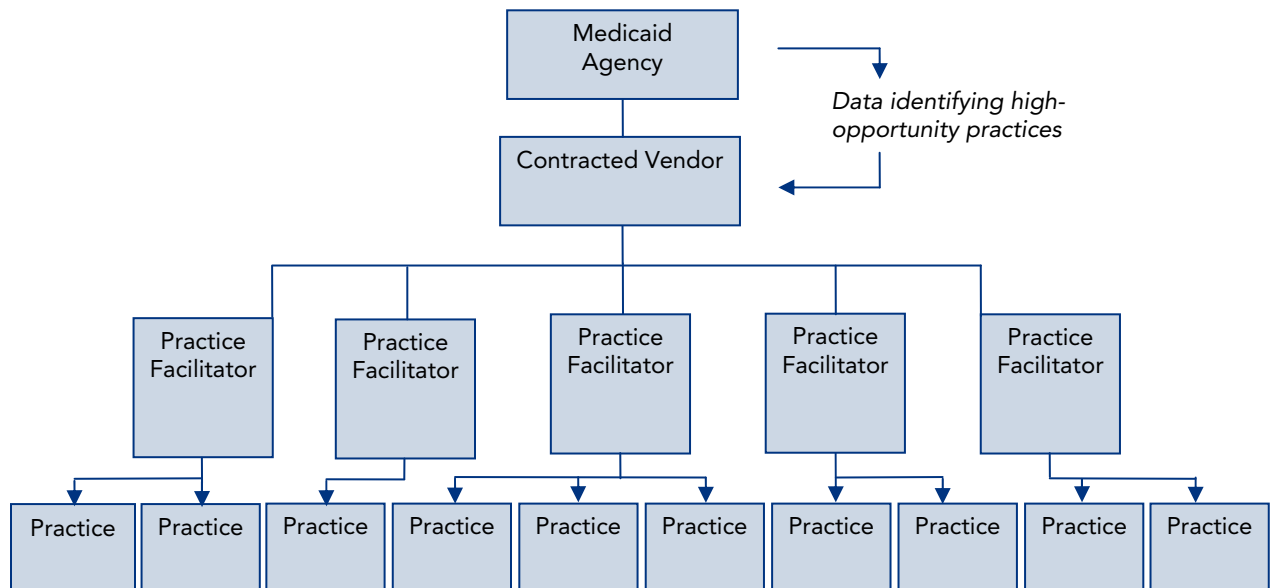 Medicaid
Agency
Data identifying high-
opportunity practices
Contracted Vendor
Practice
Facilitator
Practice
Facilitator
Practice
Facilitator
Practice
Facilitator
Practice
Facilitator
Practice
Practice
Practice
Practice
Practice
Practice
Practice
Practice
Practice
Practice